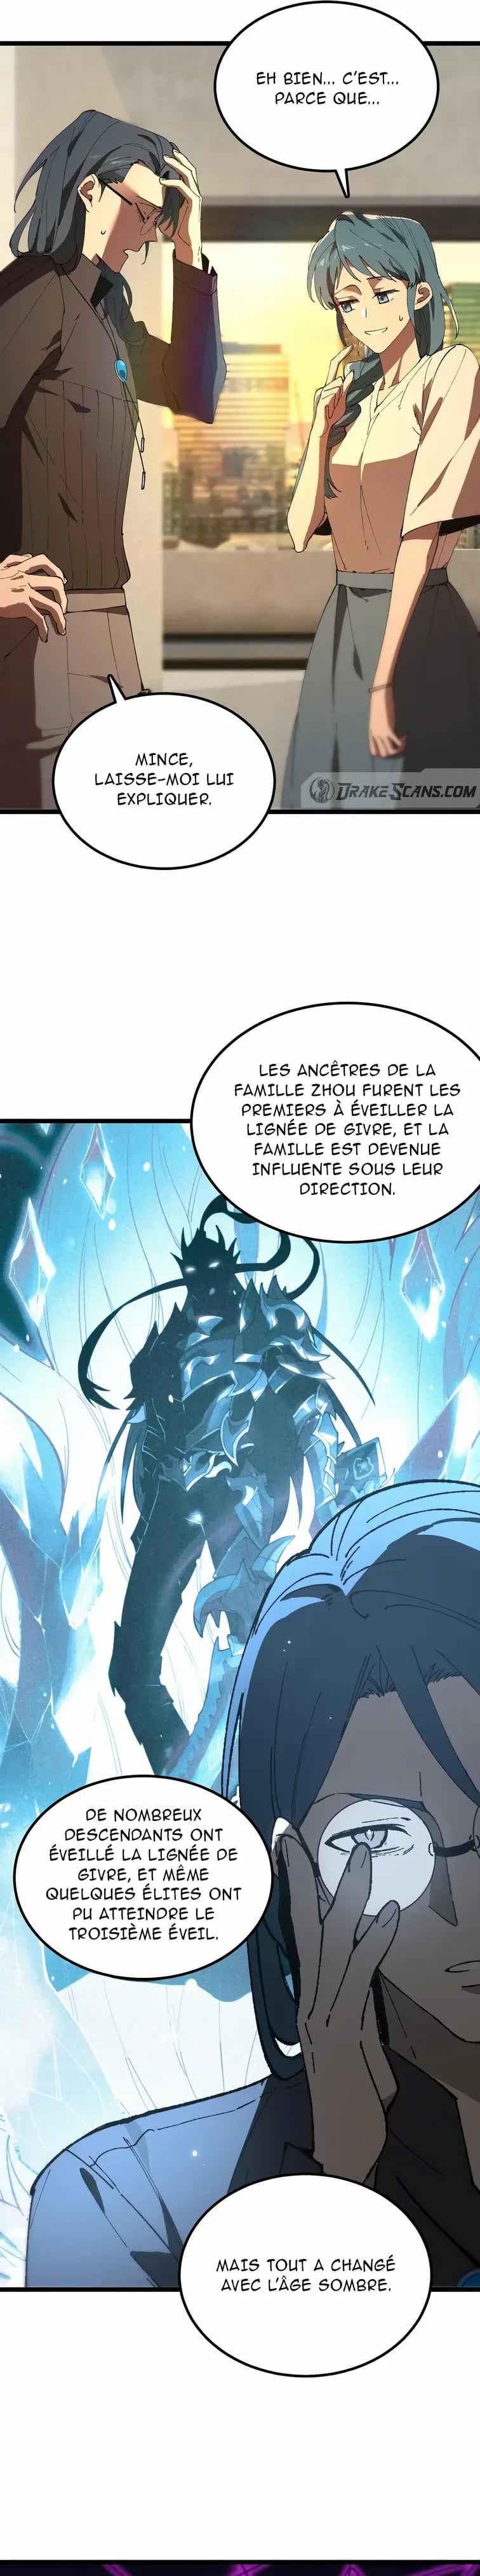 EH BIEN... C'EST...
PARCE QUE...
MINCE,
LAISSE-MOI LUI
EXPLIQUER.
DRAKESCANS.COM
LES ANCÊTRES DE LA
FAMILLE ZHOU FURENT LES
PREMIERS À ÉVEILLER LA
LIGNÉE DE GIVRE, ET LA
FAMILLE EST DEVENUE
INFLUENTE SOUS LEUR
DIRECTION.
DE NOMBREUX
DESCENDANTS ONT
ÉVEILLÉ LA LIGNÉE DE
GIVRE, ET MÊME
QUELQUES ÉLITES ONT
PU ATTEINDRE LE
TROISIÈME ÉVEIL.
MAIS TOUT A CHANGÉ
AVEC L'ÂGE SOMBRE.